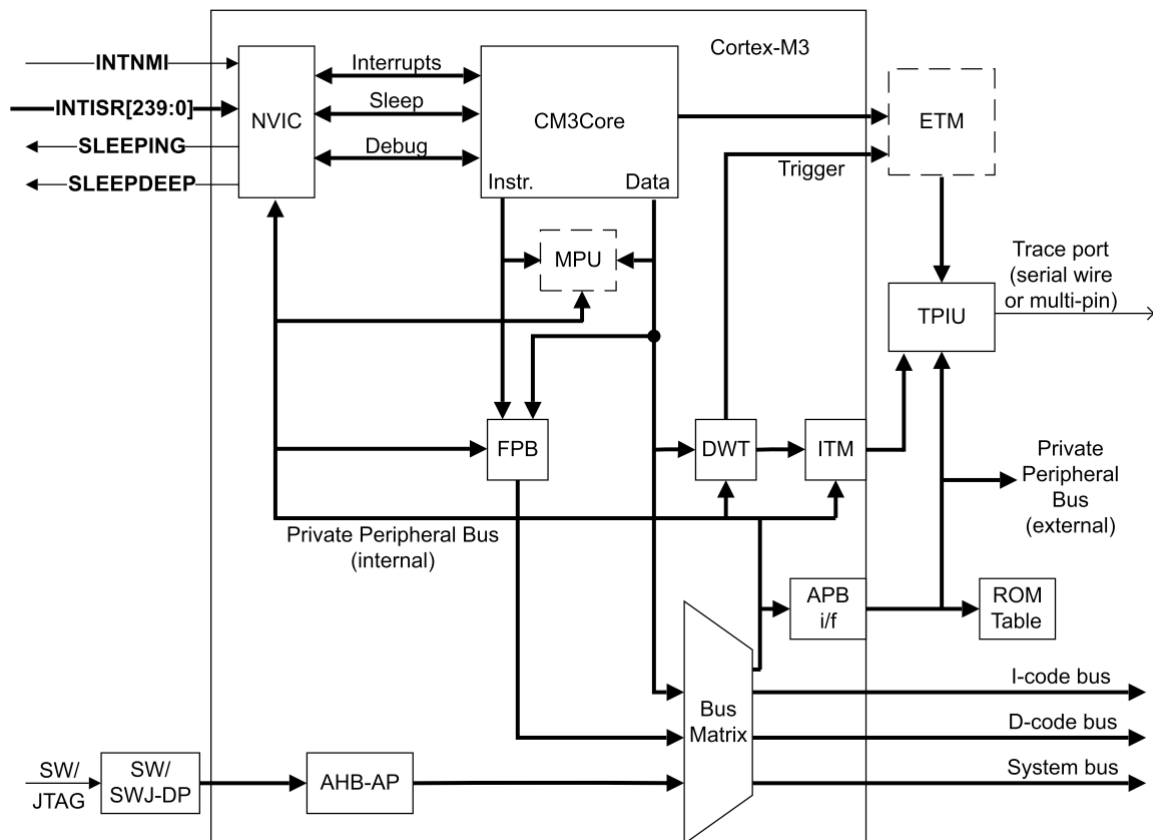 Cortex-M3
INTNMI
INTISR[239:0]
SLEEPING
SLEEPDEEP
NVIC
Interrupts
Sleep
Debug
CM3Core
Instr.
Data
ETM
Trigger
MPU
Trace port
(serial wire
or multi-pin)
TPIU
FPB
DWT
ITM
Private
Peripheral
Bus
(external)
Private Peripheral Bus
(internal)
APB
i/f
ROM
Table
I-code bus
Bus
Matrix
D-code bus
System bus
SW/
JTAG
SW/
SWJ-DP
AHB-AP